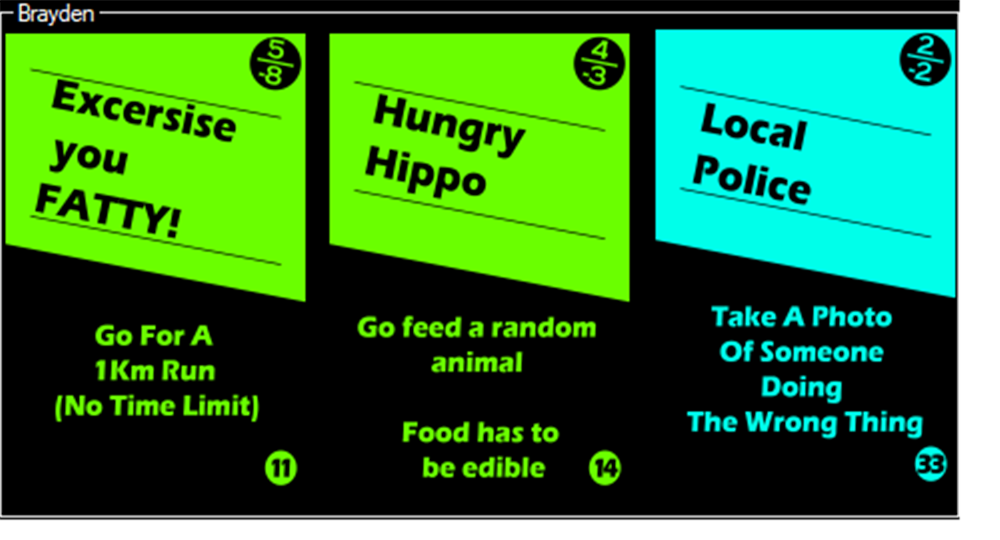 Brayden
5
-8
Excersise
you
FATTY!
Go For A
1Km Run
(No Time Limit)
11
4
-3
Hungry
Hippo
Go feed a random
animal
Food has to
be edible
14
2
-2
Local
Police
Take A Photo
Of Someone
Doing
The Wrong Thing
33